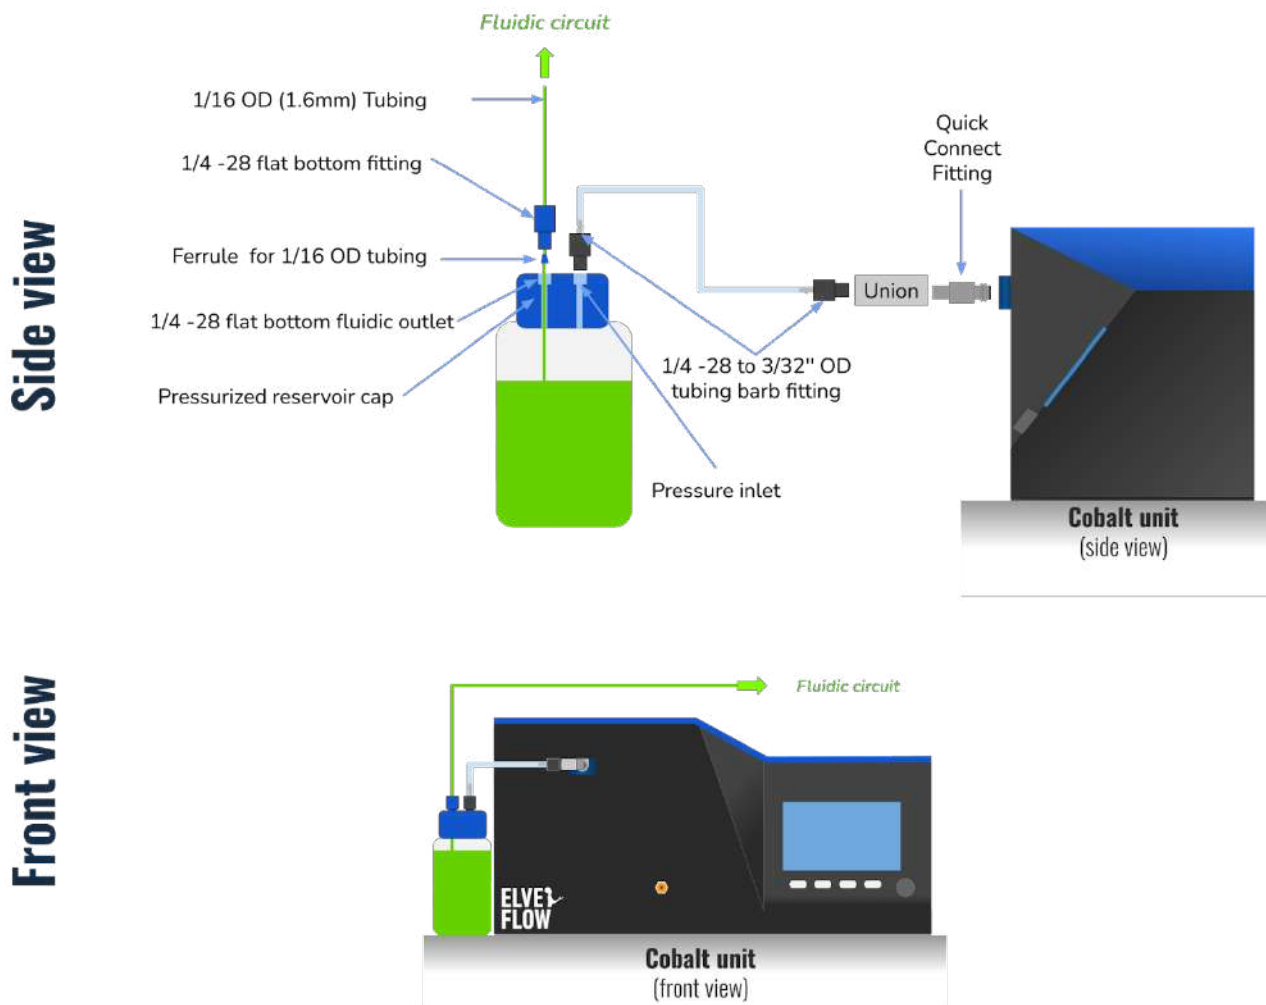 Side view
Fluidic circuit
1/16 OD (1.6mm) Tubing
1/4 -28 flat bottom fitting
Ferrule for 1/16 OD tubing
1/4 -28 flat bottom fluidic outlet
Pressurized reservoir cap
Quick
Connect
Fitting
Union
1/4 -28 to 3/32" OD
tubing barb fitting
Pressure inlet
Cobalt unit
(side view)
Front view
Fluidic circuit
ELVE
FLOW
Cobalt unit
(front view)